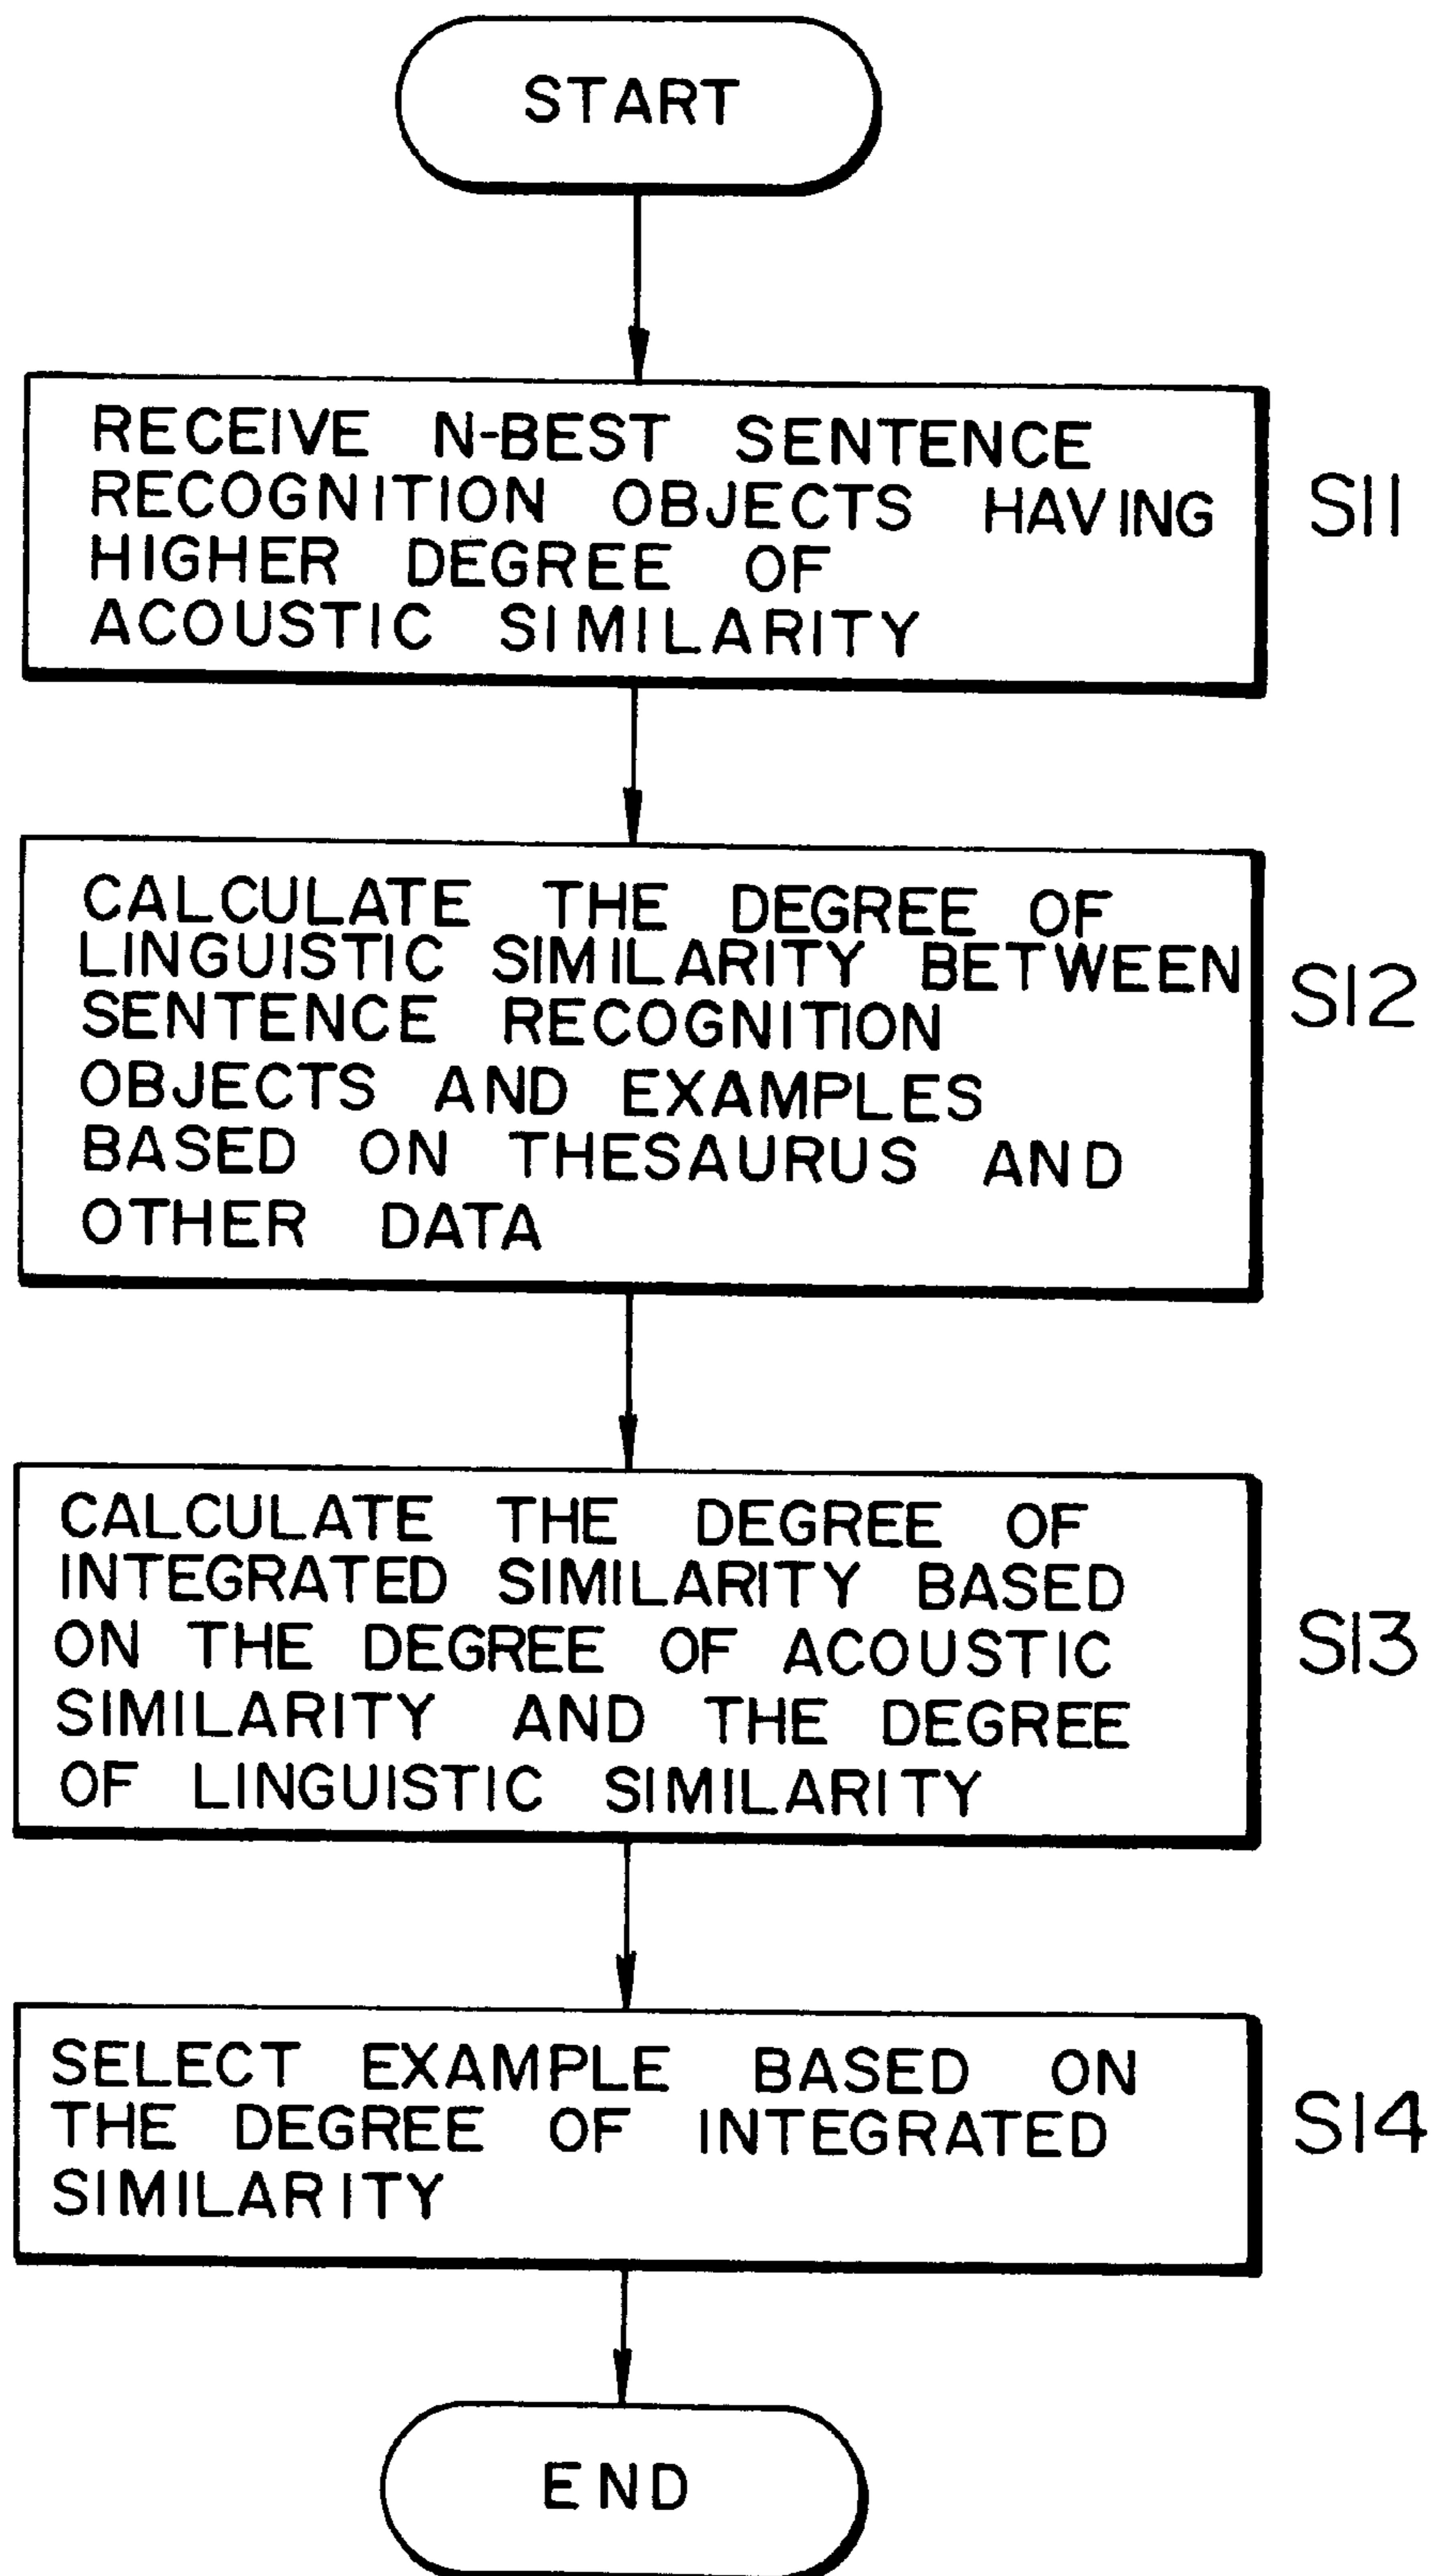 START
RECEIVE N-BEST SENTENCE
RECOGNITION OBJECTS HAVING
HIGHER DEGREE OF
ACOUSTIC SIMILARITY
S11
CALCULATE THE DEGREE OF
LINGUISTIC SIMILARITY BETWEEN
SENTENCE RECOGNITION
OBJECTS AND EXAMPLES
BASED ON THESAURUS AND
OTHER DATA
S12
CALCULATE THE DEGREE OF
INTEGRATED SIMILARITY BASED
ON THE DEGREE OF ACOUSTIC
SIMILARITY AND THE DEGREE
OF LINGUISTIC SIMILARITY
S13
SELECT EXAMPLE BASED ON
THE DEGREE OF INTEGRATED
SIMILARITY
S14
END